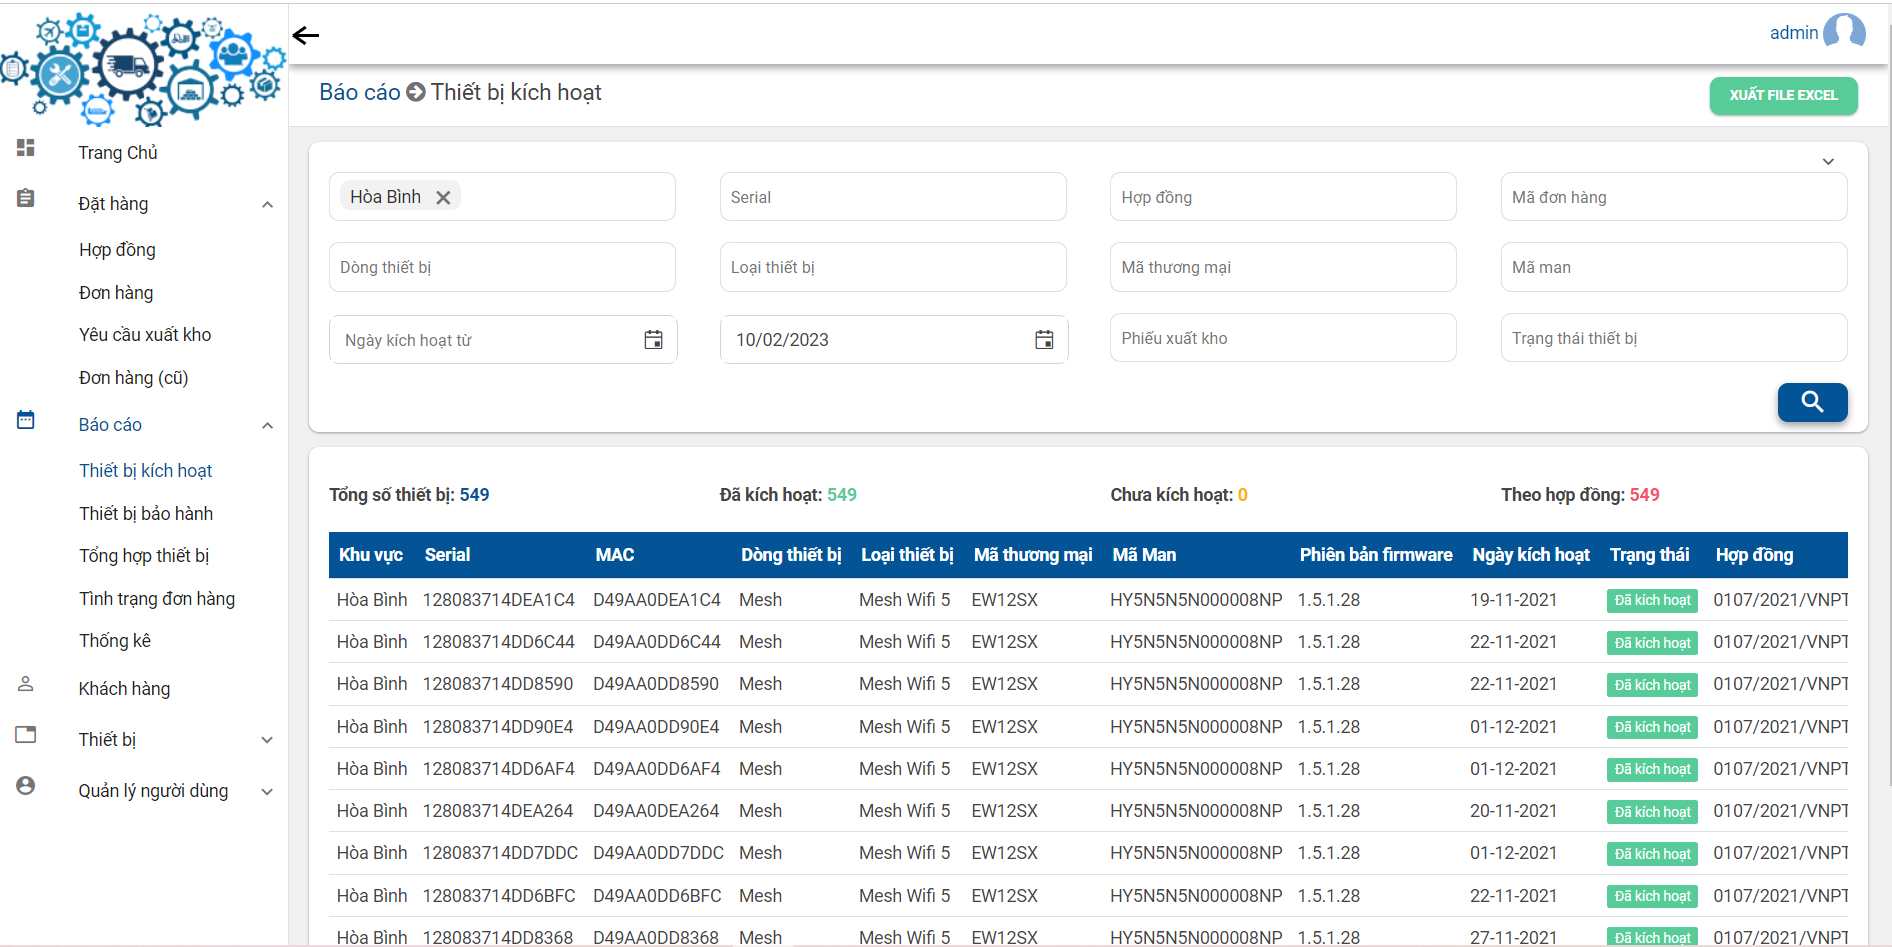 admin
Báo cáo Thiết bị kích hoạt
XUẤT FILE EXCEL
Trang Chủ
Đặt hàng
Hợp đồng
Đơn hàng
Yêu cầu xuất kho
Đơn hàng (cũ)
Báo cáo
Thiết bị kích hoạt
Thiết bị bảo hành
Tổng hợp thiết bị
Tình trạng đơn hàng
Thống kê
Khách hàng
Thiết bị
Quản lý người dùng
Hòa Bình Serial Hợp đồng Mã đơn hàng
Dòng thiết bị Loại thiết bị Mã thương mại Mã man
Ngày kích hoạt từ 10/02/2023 Phiếu xuất kho Trạng thái thiết bị
Tổng số thiết bị: 549 Đã kích hoạt: 549 Chưa kích hoạt: 0 Theo hợp đồng: 549
Khu vực Serial MAC Dòng thiết bị Loại thiết bị Mã thương mại Mã Man Phiên bản firmware Ngày kích hoạt Trạng thái Hợp đồng
Hòa Bình 128083714DEA1C4 D49AA0DEA1C4 Mesh Mesh Wifi 5 EW12SX HY5N5N5N000008NP 1.5.1.28 19-11-2021 Đã kích hoạt 0107/2021/VNPT
Hòa Bình 128083714DD6C44 D49AA0DD6C44 Mesh Mesh Wifi 5 EW12SX HY5N5N5N000008NP 1.5.1.28 22-11-2021 Đã kích hoạt 0107/2021/VNPT
Hòa Bình 128083714DD8590 D49AA0DD8590 Mesh Mesh Wifi 5 EW12SX HY5N5N5N000008NP 1.5.1.28 22-11-2021 Đã kích hoạt 0107/2021/VNPT
Hòa Bình 128083714DD90E4 D49AA0DD90E4 Mesh Mesh Wifi 5 EW12SX HY5N5N5N000008NP 1.5.1.28 01-12-2021 Đã kích hoạt 0107/2021/VNPT
Hòa Bình 128083714DD6AF4 D49AA0DD6AF4 Mesh Mesh Wifi 5 EW12SX HY5N5N5N000008NP 1.5.1.28 01-12-2021 Đã kích hoạt 0107/2021/VNPT
Hòa Bình 128083714DEA264 D49AA0DEA264 Mesh Mesh Wifi 5 EW12SX HY5N5N5N000008NP 1.5.1.28 20-11-2021 Đã kích hoạt 0107/2021/VNPT
Hòa Bình 128083714DD7DDC D49AA0DD7DDC Mesh Mesh Wifi 5 EW12SX HY5N5N5N000008NP 1.5.1.28 01-12-2021 Đã kích hoạt 0107/2021/VNPT
Hòa Bình 128083714DD6BFC D49AA0DD6BFC Mesh Mesh Wifi 5 EW12SX HY5N5N5N000008NP 1.5.1.28 22-11-2021 Đã kích hoạt 0107/2021/VNPT
Hòa Bình 128083714DD8368 D49AA0DD8368 Mesh Mesh Wifi 5 EW12SX HY5N5N5N000008NP 1.5.1.28 27-11-2021 Đã kích hoạt 0107/2021/VNPT